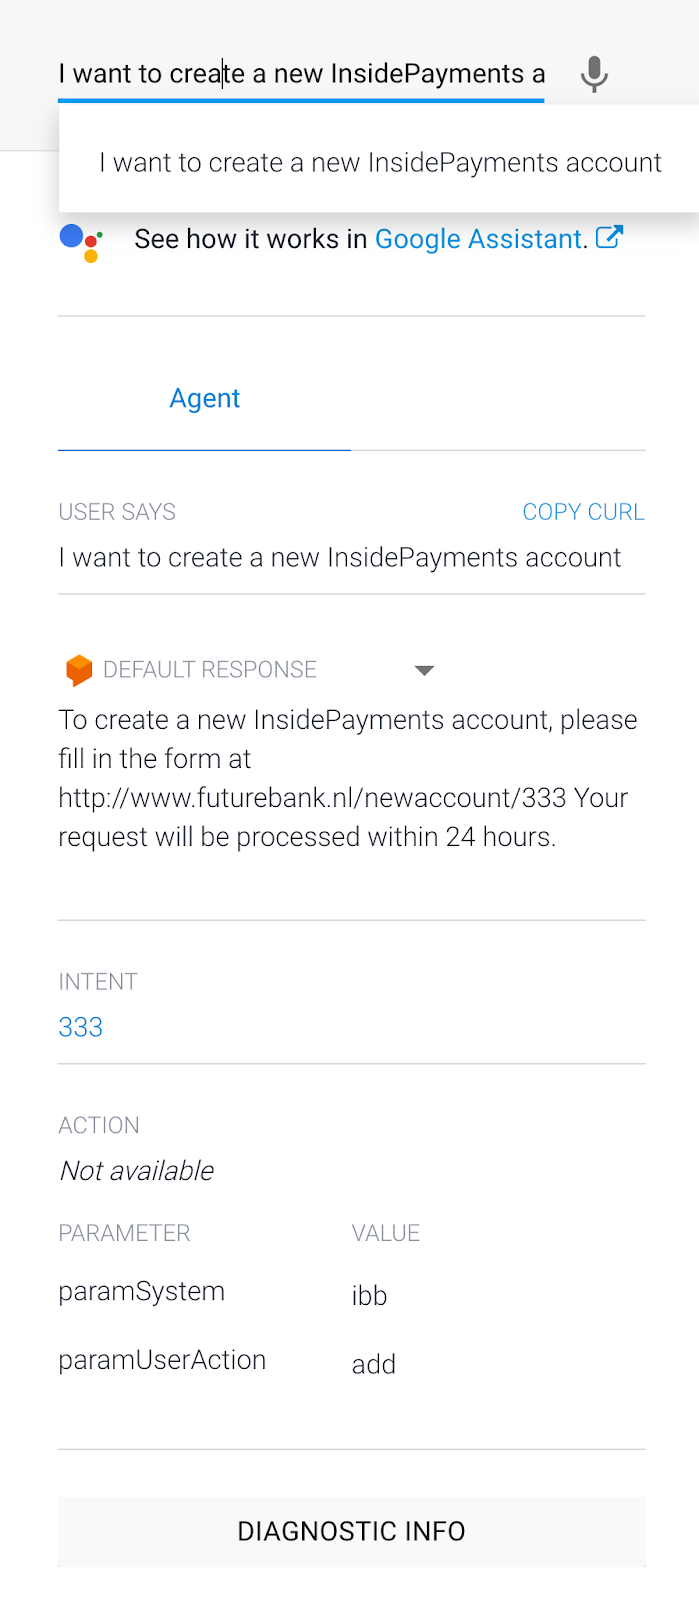 I want to create a new InsidePayments a
I want to create a new InsidePayments account
See how it works in Google Assistant.
Agent
USER SAYS COPY CURL
I want to create a new InsidePayments account
DEFAULT RESPONSE
To create a new InsidePayments account, please
fill in the form at
http://www.futurebank.nl/newaccount/333 Your
request will be processed within 24 hours.
INTENT
333
ACTION
Not available
PARAMETER VALUE
paramSystem ibb
paramUserAction add
DIAGNOSTIC INFO